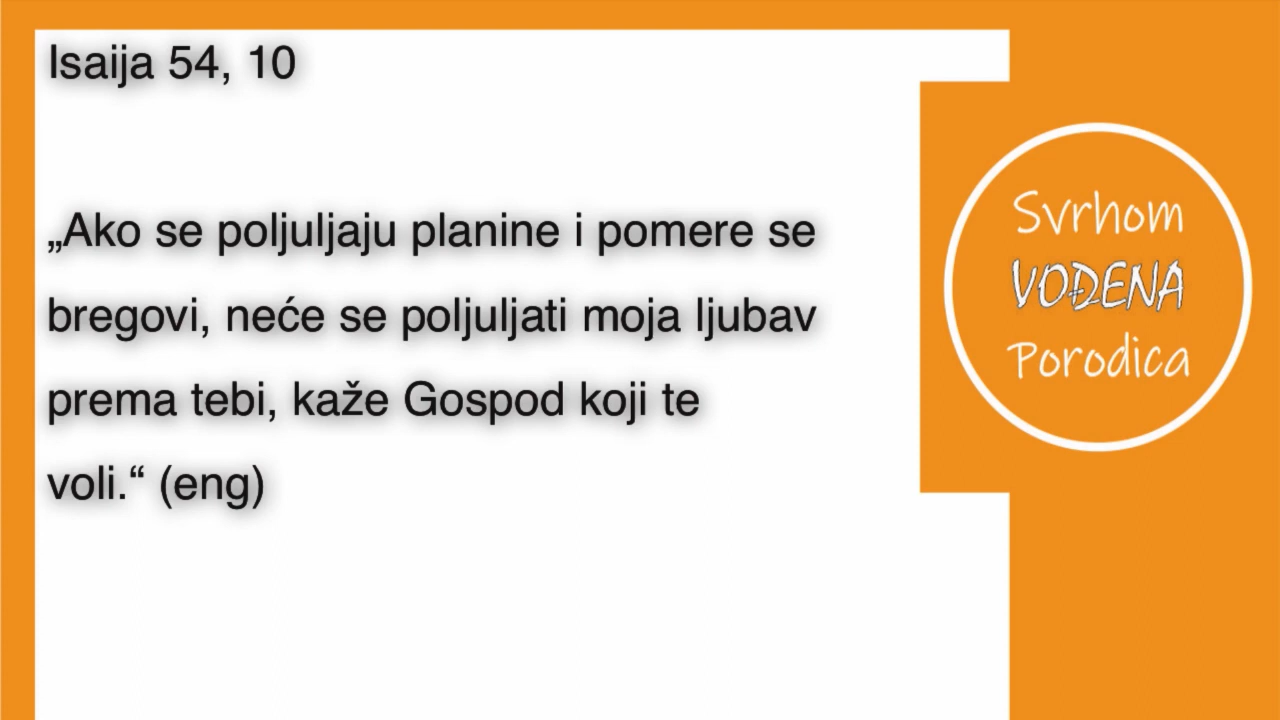 Isaija 54, 10
„Ako se poljuljaju planine i pomere se
bregovi, neće se poljuljati moja ljubav
prema tebi, kaže Gospod koji te
voli.“ (eng)
Svrhom
VOĐENA
Porodica